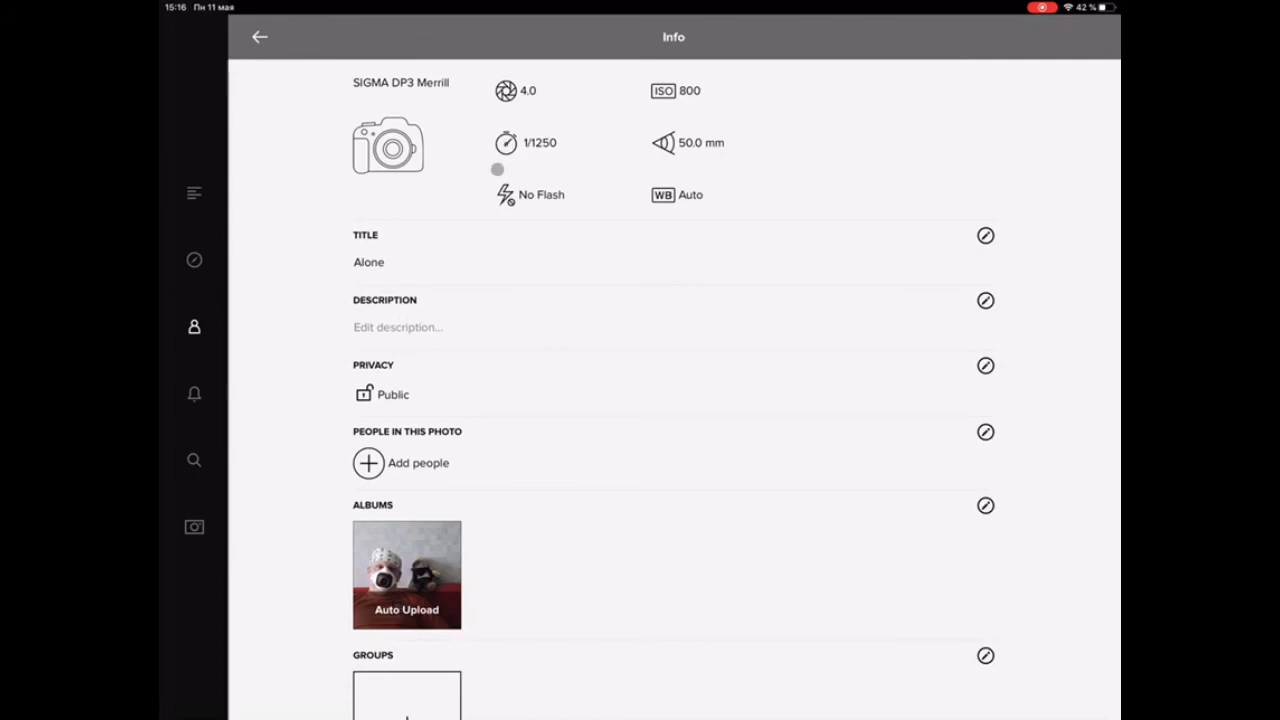 15:16 Пн 11 мая
42 %
Info
SIGMA DP3 Merrill
4.0
ISO 800
1/1250
50.0 mm
No Flash
WB Auto
TITLE
Alone
DESCRIPTION
Edit description...
PRIVACY
Public
PEOPLE IN THIS PHOTO
Add people
ALBUMS
Auto Upload
GROUPS